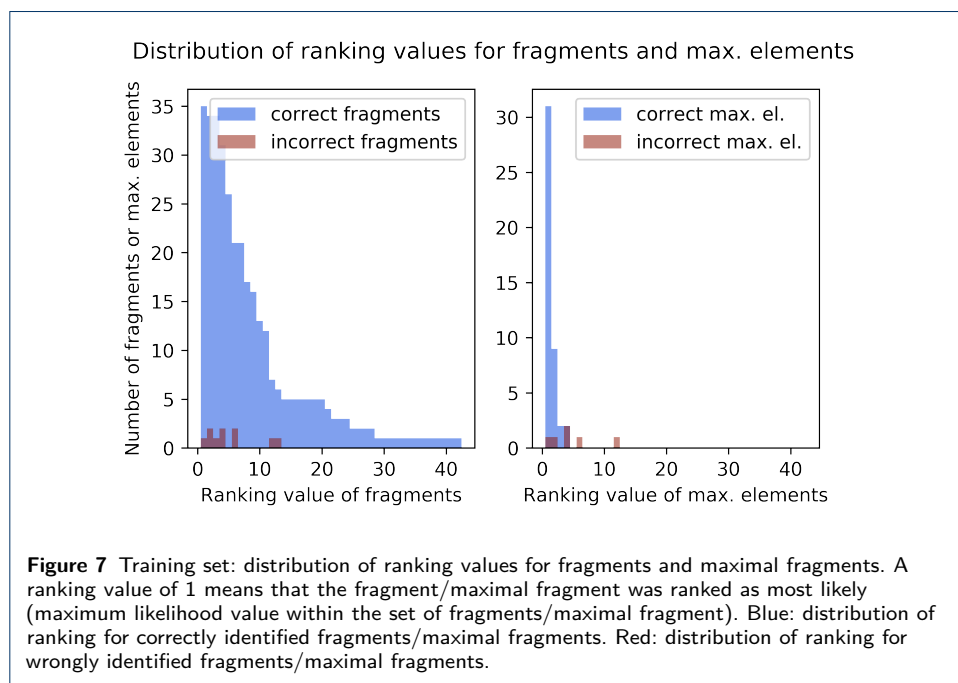 Distribution of ranking values for fragments and max. elements
Number of fragments or max. elements
35
30
25
20
15
10
5
0
correct fragments
incorrect fragments
0 10 20 30 40
Ranking value of fragments
30
25
20
15
10
5
0
correct max. el.
incorrect max. el.
0 10 20 30 40
Ranking value of max. elements
Figure 7 Training set: distribution of ranking values for fragments and maximal fragments. A
ranking value of 1 means that the fragment/maximal fragment was ranked as most likely
(maximum likelihood value within the set of fragments/maximal fragment). Blue: distribution of
ranking for correctly identified fragments/maximal fragments. Red: distribution of ranking for
wrongly identified fragments/maximal fragments.